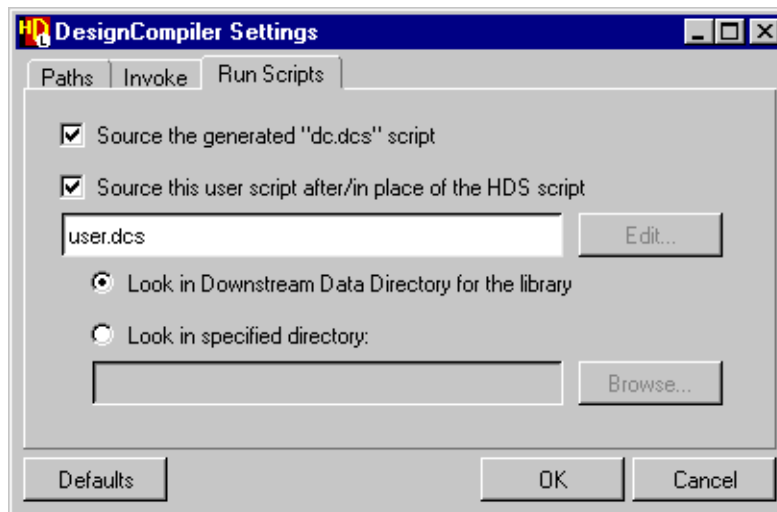 HDL DesignCompiler Settings
Paths Invoke Run Scripts
Source the generated "dc.dcs" script
Source this user script after/in place of the HDS script
user.dcs Edit...
Look in Downstream Data Directory for the library
Look in specified directory:
Browse...
Defaults OK Cancel